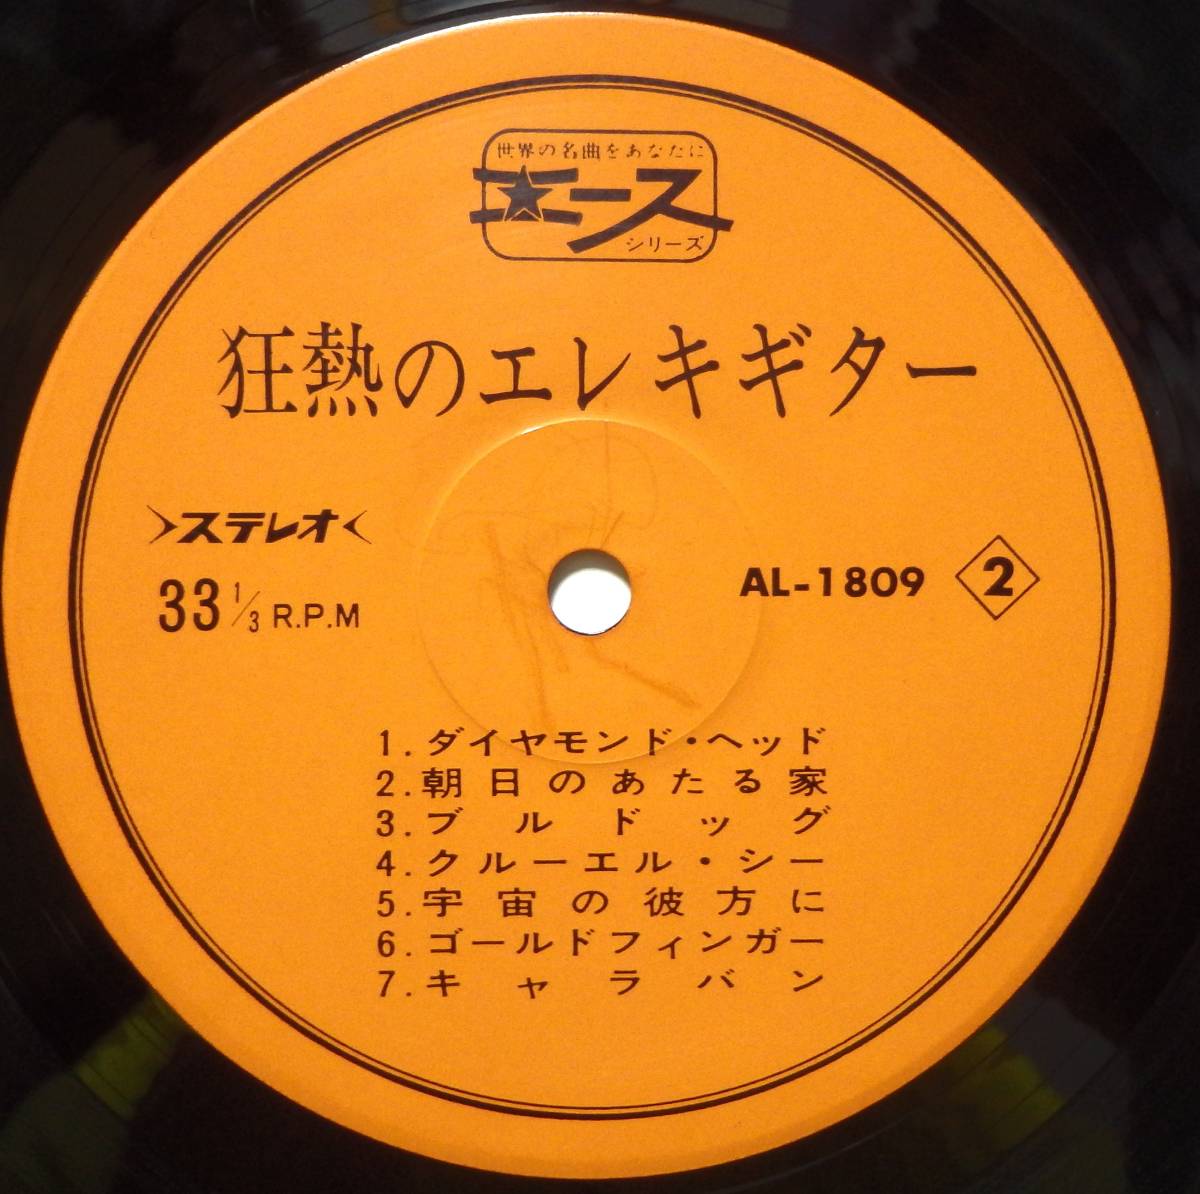 世界の名曲をあなたに
エース
シリーズ
狂熱のエレキギター
ステレオ
33 1/3 R.P.M
AL-1809 2
1.ダイヤモンド・ヘッド
2.朝日のあたる家
3.ブルドッグ
4.クルーエル・シー
5.宇宙の彼方に
6.ゴールドフィンガー
7.キャラバン